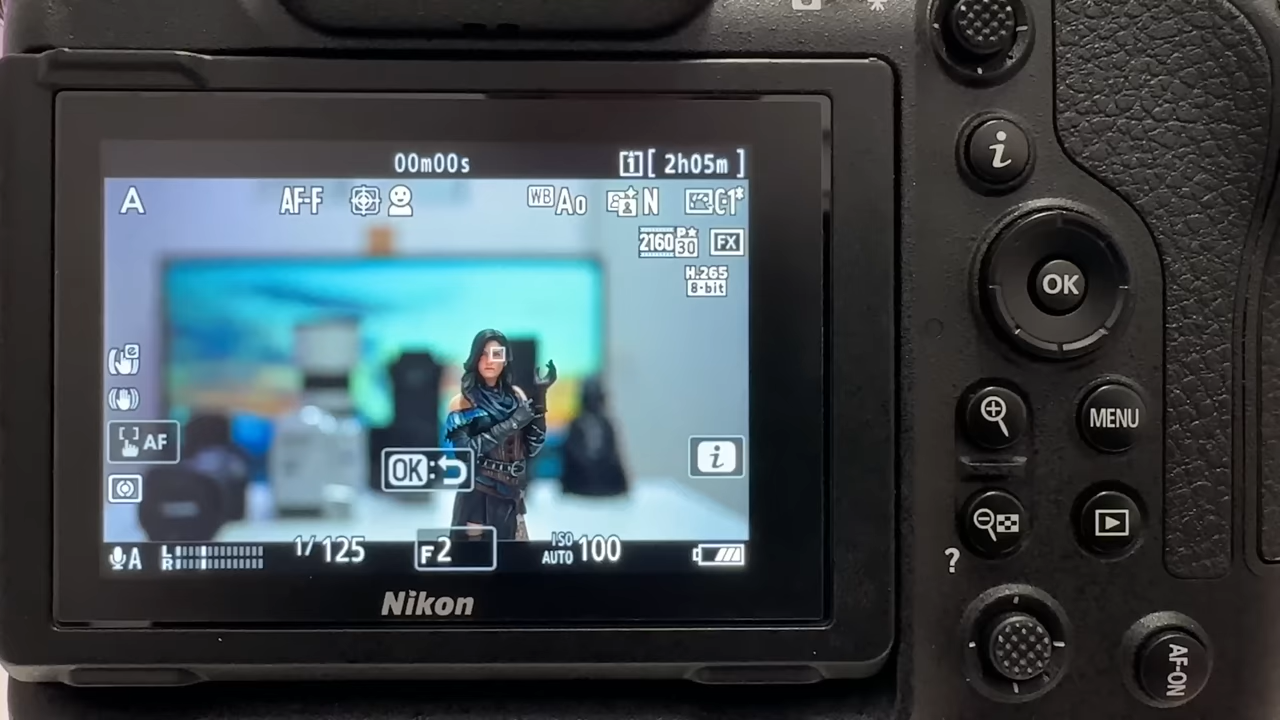 00m00s
1 [ 2h05m ]
A
AF-F
WB A0
N
C1*
2160 P★ 30
FX
H.265
8-bit
e
AF
OK:
i
A
L
R
1/125
F2
ISO AUTO 100
Nikon
i
OK
MENU
?
AF-ON